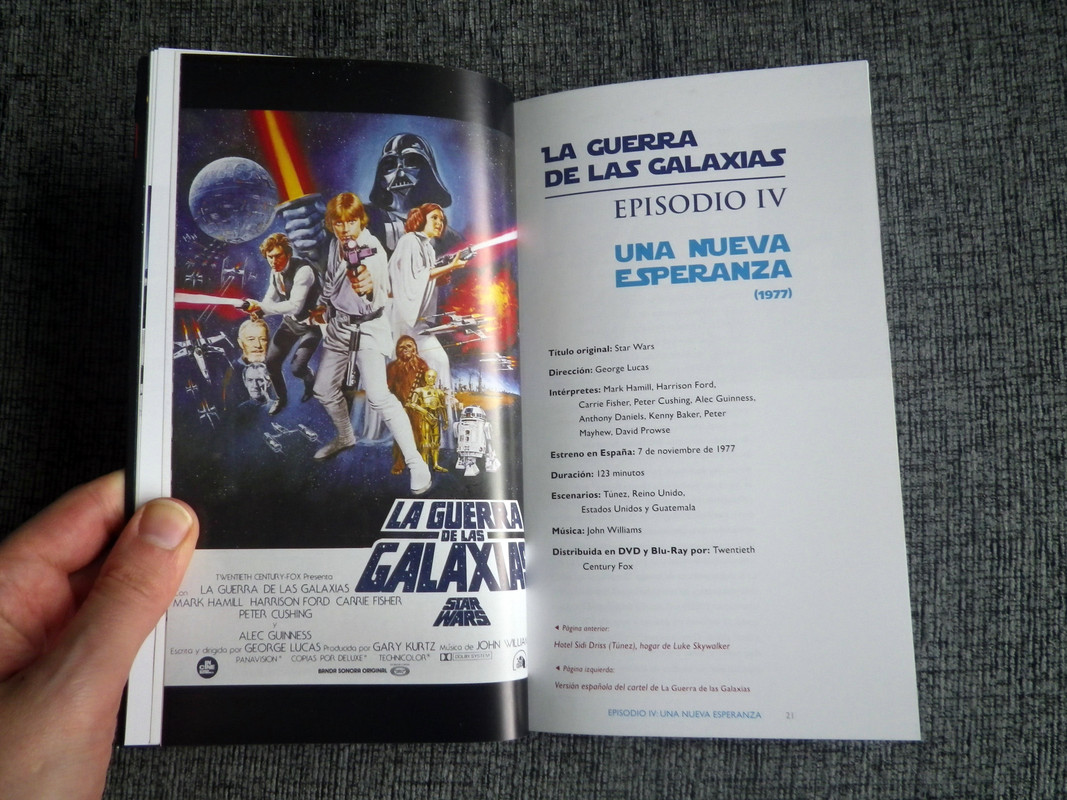 LA GUERRA
DE LAS
GALAXIAS
STAR
WARS
TWENTIETH CENTURY-FOX Presenta
con LA GUERRA DE LAS GALAXIAS
MARK HAMILL HARRISON FORD CARRIE FISHER
PETER CUSHING
y
ALEC GUINNESS
Escrita y dirigida por GEORGE LUCAS Producida por GARY KURTZ Música de JOHN
PANAVISION® COPIAS POR DELUXE® TECHNICOLOR®
DOLBY SYSTEM
BANDA SONORA ORIGINAL
LA GUERRA
DE LAS GALAXIAS
EPISODIO IV
UNA NUEVA
ESPERANZA
(1977)
Título original: Star Wars
Dirección: George Lucas
Intérpretes: Mark Hamill, Harrison Ford,
Carrie Fisher, Peter Cushing, Alec Guinness,
Anthony Daniels, Kenny Baker, Peter
Mayhew, David Prowse
Estreno en España: 7 de noviembre de 1977
Duración: 123 minutos
Escenarios: Túnez, Reino Unido,
Estados Unidos y Guatemala
Música: John Williams
Distribuida en DVD y Blu-Ray por: Twentieth
Century Fox
◄ Página anterior:
Hotel Sidi Driss (Túnez), hogar de Luke Skywalker
◄ Página izquierda:
Versión española del cartel de La Guerra de las Galaxias
EPISODIO IV: UNA NUEVA ESPERANZA 21